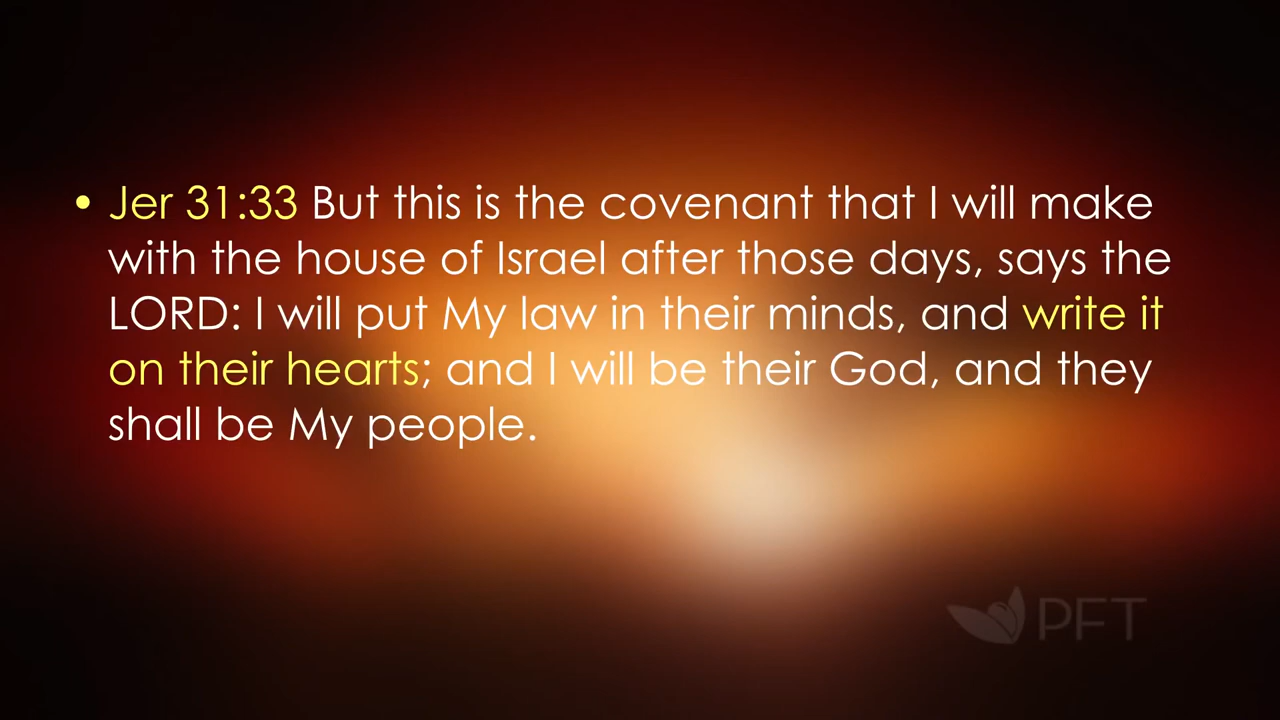 • Jer 31:33 But this is the covenant that I will make
with the house of Israel after those days, says the
LORD: I will put My law in their minds, and write it
on their hearts; and I will be their God, and they
shall be My people.
PFT